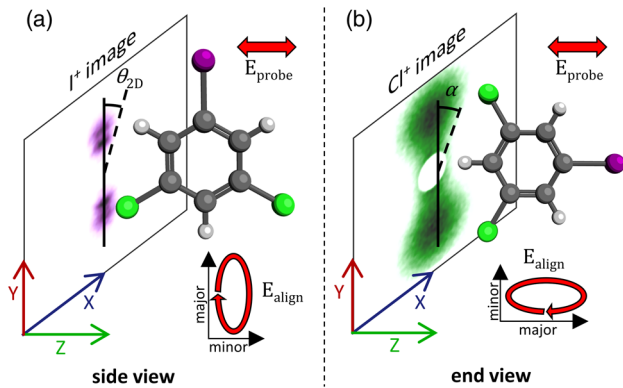 (a)
I⁺ image
θ2D
Eprobe
Y
X
Z
major
minor
Ealign
side view
(b)
Cl⁺ image
α
Eprobe
Y
X
Z
minor
major
Ealign
end view